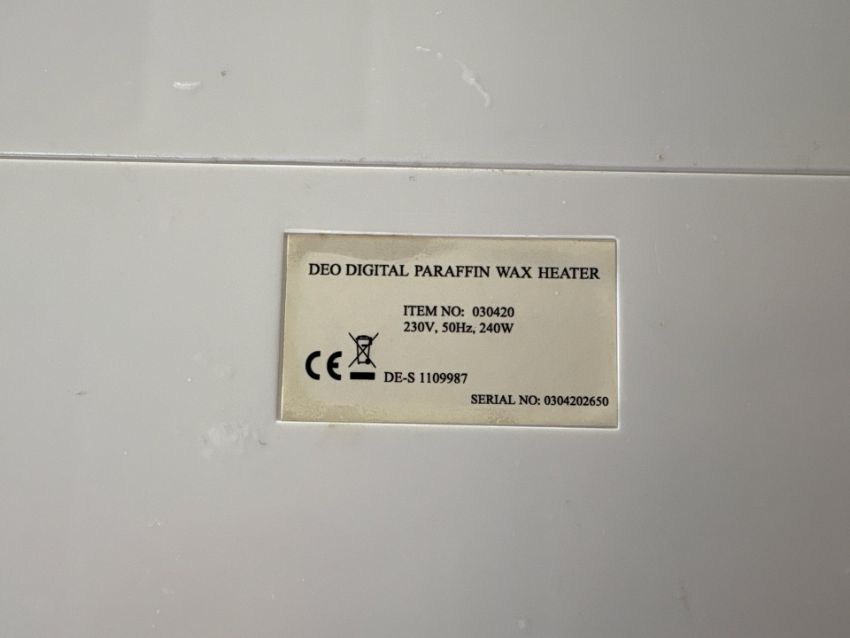 DEO DIGITAL PARAFFIN WAX HEATER
ITEM NO: 030420
230V, 50Hz, 240W
CE DE-S 1109987
SERIAL NO: 0304202650